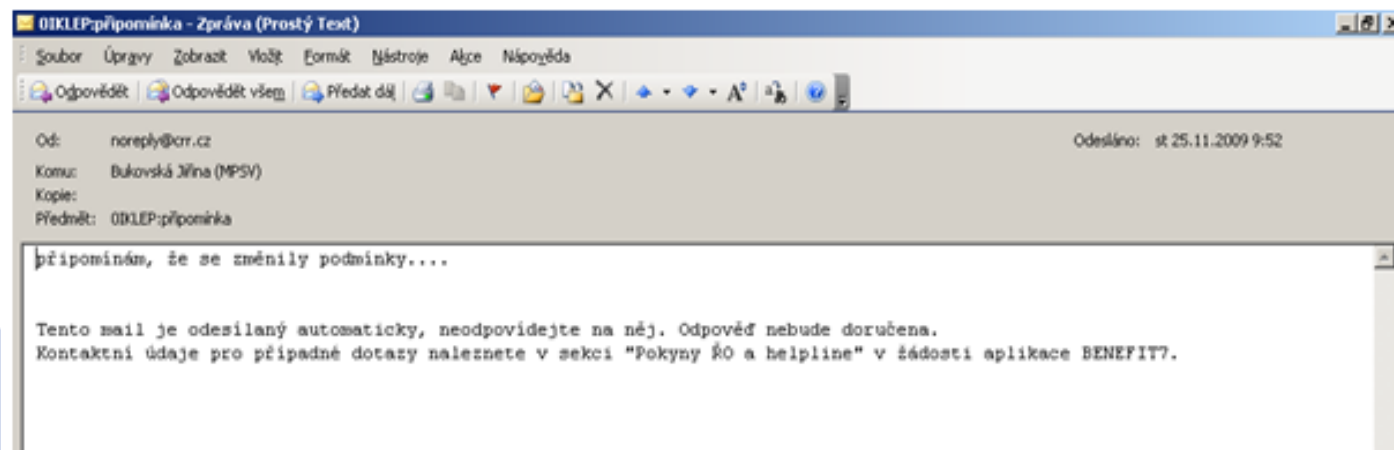 0IKLEP:připomínka - Zpráva (Prostý Text)
Soubor Úpravy Zobrazit Vložit Formát Nástroje Akce Nápověda
Odpovědět Odpovědět všem Předat dál
Od: noreply@crr.cz Odesláno: st 25.11.2009 9:52
Komu: Bukovská Jiřina (MPSV)
Kopie:
Předmět: 0IKLEP:připomínka
připomínám, že se změnily podmínky....
Tento mail je odesílaný automaticky, neodpovídejte na něj. Odpověď nebude doručena.
Kontaktní údaje pro případné dotazy naleznete v sekci "Pokyny ŘO a helpline" v žádosti aplikace BENEFIT7.